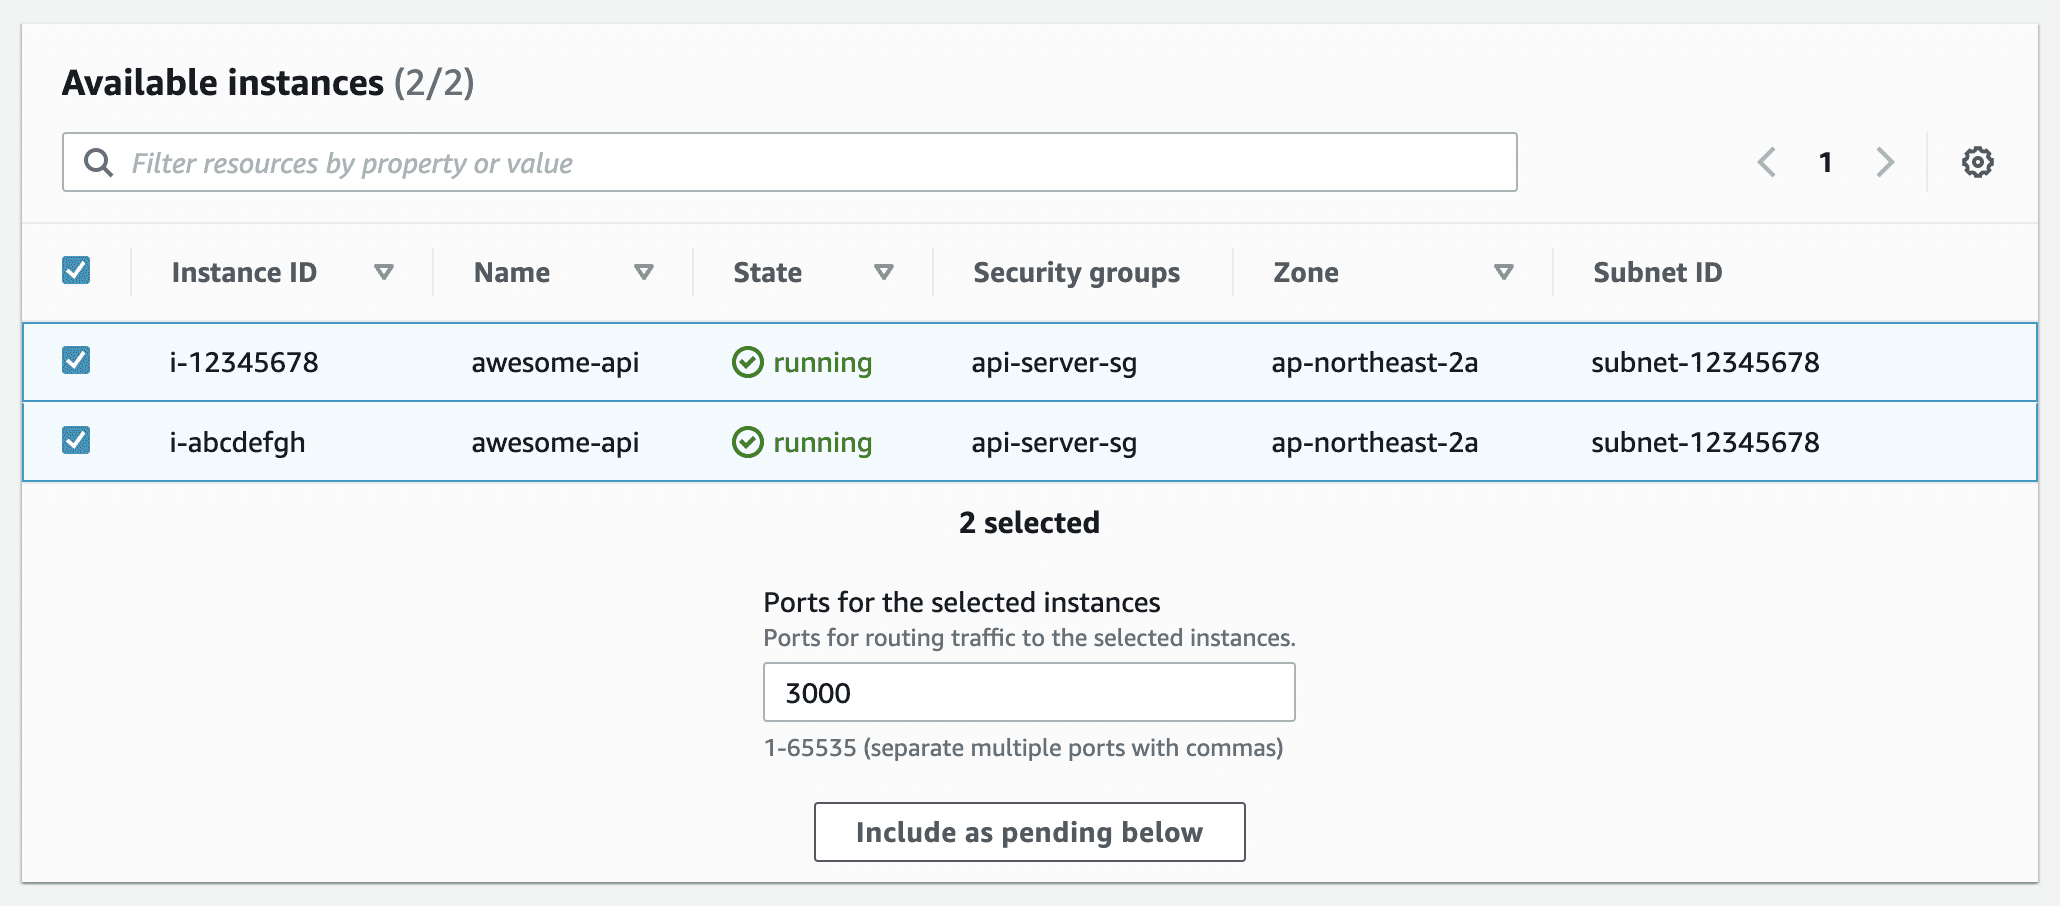 Available instances (2/2)
Filter resources by property or value
1
Instance ID Name State Security groups Zone Subnet ID
i-12345678 awesome-api running api-server-sg ap-northeast-2a subnet-12345678
i-abcdefgh awesome-api running api-server-sg ap-northeast-2a subnet-12345678
2 selected
Ports for the selected instances
Ports for routing traffic to the selected instances.
3000
1-65535 (separate multiple ports with commas)
Include as pending below